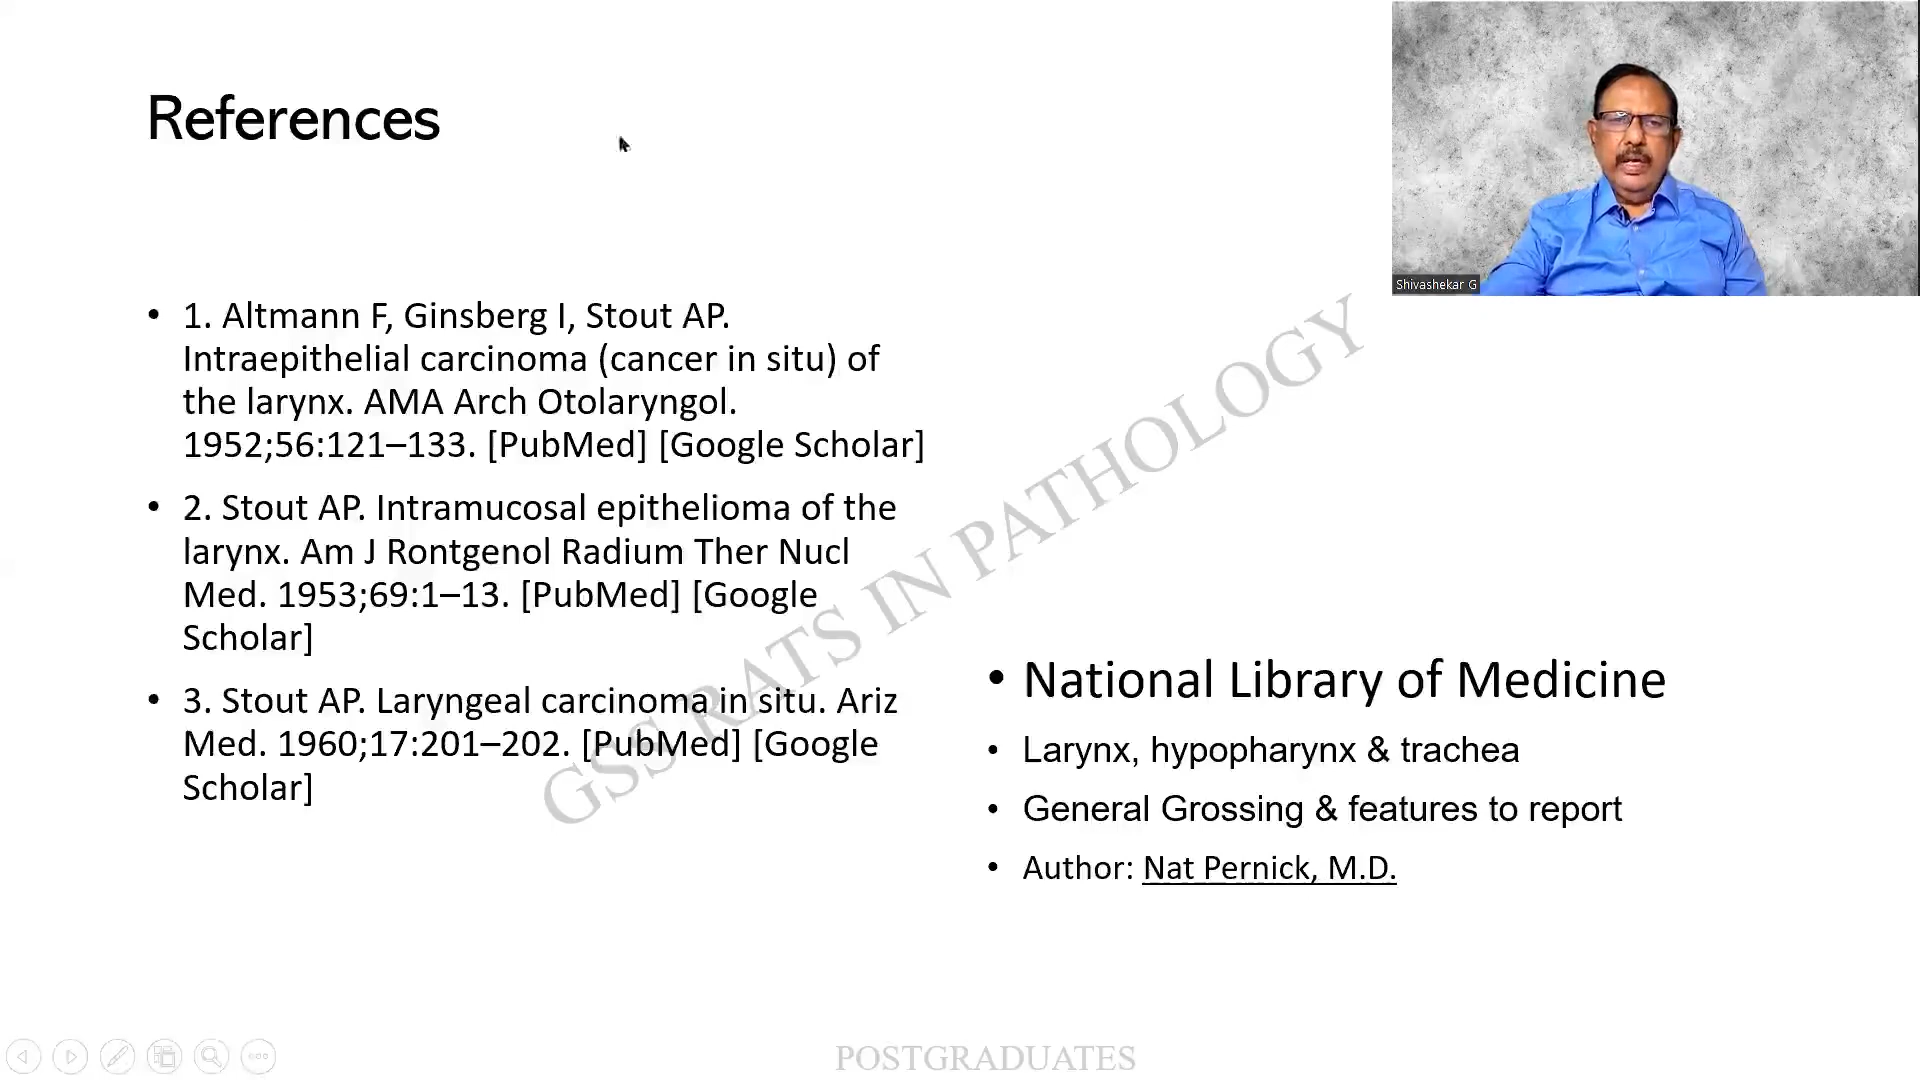 References
• 1. Altmann F, Ginsberg I, Stout AP.
Intraepithelial carcinoma (cancer in situ) of
the larynx. AMA Arch Otolaryngol.
1952;56:121–133. [PubMed] [Google Scholar]
• 2. Stout AP. Intramucosal epithelioma of the
larynx. Am J Rontgenol Radium Ther Nucl
Med. 1953;69:1–13. [PubMed] [Google
Scholar]
• 3. Stout AP. Laryngeal carcinoma in situ. Ariz
Med. 1960;17:201–202. [PubMed] [Google
Scholar]
• National Library of Medicine
• Larynx, hypopharynx & trachea
• General Grossing & features to report
• Author: Nat Pernick, M.D.
Shivashekar G
GSS RATS IN PATHOLOGY
POSTGRADUATES